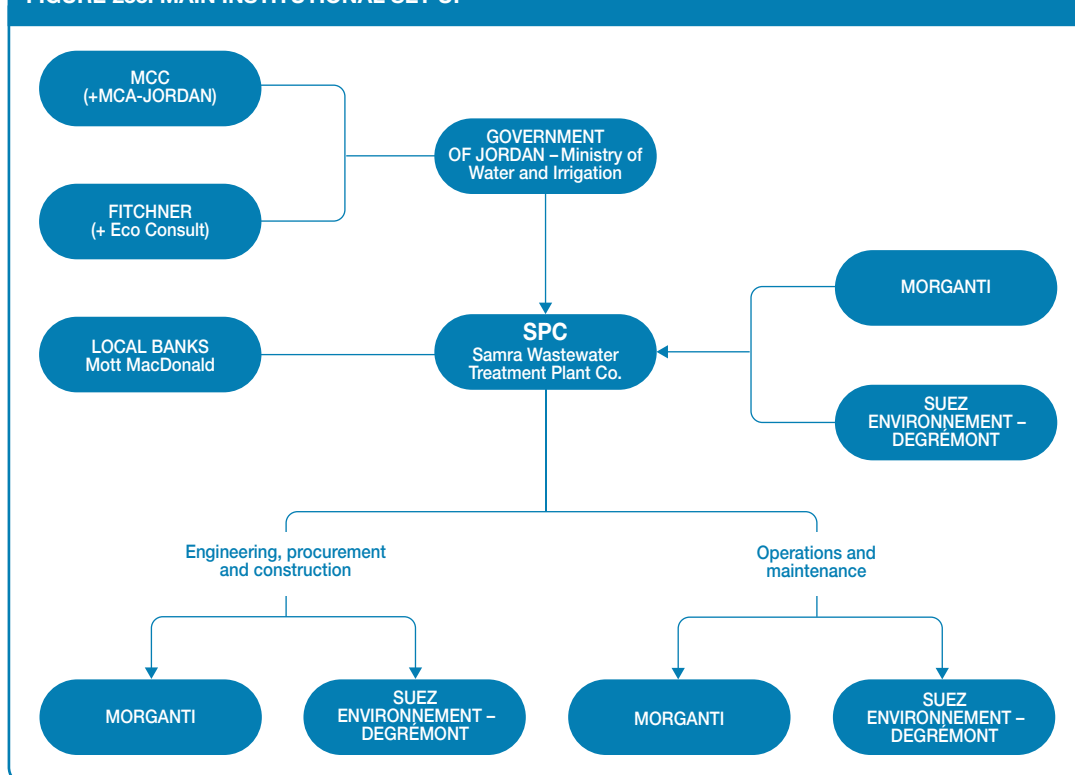 MCC
(+MCA-JORDAN)
GOVERNMENT
OF JORDAN – Ministry of
Water and Irrigation
FITCHNER
(+ Eco Consult)
MORGANTI
SPC
Samra Wastewater
Treatment Plant Co.
LOCAL BANKS
Mott MacDonald
SUEZ
ENVIRONNEMENT –
DEGRÉMONT
Engineering, procurement
and construction
Operations and
maintenance
MORGANTI
SUEZ
ENVIRONNEMENT –
DEGRÉMONT
MORGANTI
SUEZ
ENVIRONNEMENT –
DEGRÉMONT